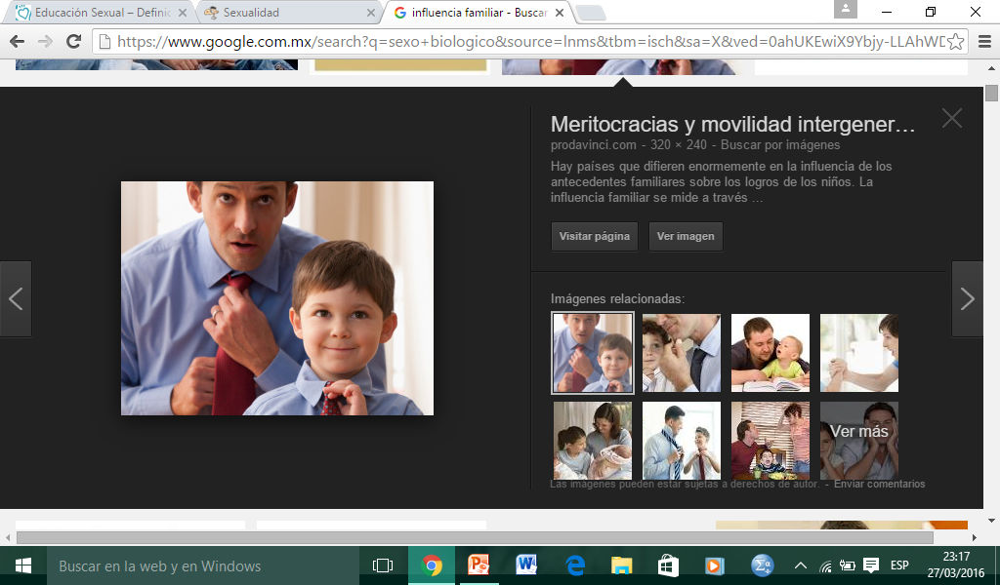 Educación Sexual – Definic
Sexualidad
influencia familiar - Buscar
https://www.google.com.mx/search?q=sexo+biologico&source=lnms&tbm=isch&sa=X&ved=0ahUKEwiX9Ybjy-LLAhWD
Meritocracias y movilidad intergener…
prodavinci.com - 320 × 240 - Buscar por imágenes
Hay países que difieren enormemente en la influencia de los
antecedentes familiares sobre los logros de los niños. La
influencia familiar se mide a través ...
Visitar página
Ver imagen
Imágenes relacionadas:
Ver más
Las imágenes pueden estar sujetas a derechos de autor. - Enviar comentarios
Buscar en la web y en Windows
ESP
23:17
27/03/2016